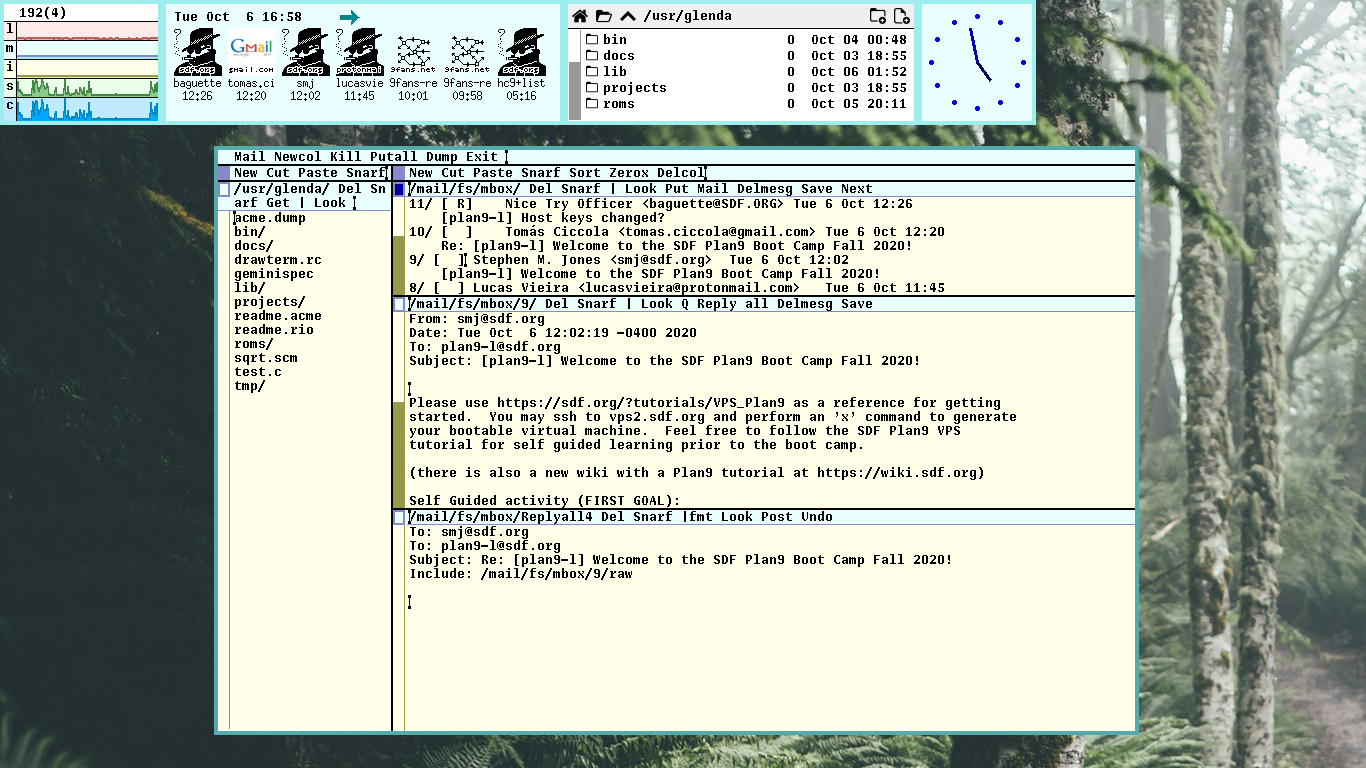 192(4)
l
m
i
s
c
Tue Oct  6 16:58
sdf.org
Gmail
gmail.com
sdf.org
protonmail
9fans.net
9fans.net
sdf.org
baguette tomas.ci smj lucasvie 9fans-re 9fans-re hc9+list
12:26 12:20 12:02 11:45 10:01 09:58 05:16
/usr/glenda
bin 0 Oct 04 00:48
docs 0 Oct 03 18:55
lib 0 Oct 06 01:52
projects 0 Oct 03 18:55
roms 0 Oct 05 20:11
Mail Newcol Kill Putall Dump Exit
New Cut Paste Snarf
/usr/glenda/ Del Sn
arf Get | Look
acme.dump
bin/
docs/
drawterm.rc
geminispec
lib/
projects/
readme.acme
readme.rio
roms/
sqrt.scm
test.c
tmp/
New Cut Paste Snarf Sort Zerox Delcol
/mail/fs/mbox/ Del Snarf | Look Put Mail Delmesg Save Next
11/ [ R]    Nice Try Officer <baguette@SDF.ORG> Tue 6 Oct 12:26
[plan9-l] Host keys changed?
10/ [  ]    Tomás Ciccola <tomas.ciccola@gmail.com> Tue 6 Oct 12:20
Re: [plan9-l] Welcome to the SDF Plan9 Boot Camp Fall 2020!
9/ [  ] Stephen M. Jones <smj@sdf.org>  Tue 6 Oct 12:02
[plan9-l] Welcome to the SDF Plan9 Boot Camp Fall 2020!
8/ [  ] Lucas Vieira <lucasvieira@protonmail.com>   Tue 6 Oct 11:45
/mail/fs/mbox/9/ Del Snarf | Look Q Reply all Delmesg Save
From: smj@sdf.org
Date: Tue Oct  6 12:02:19 -0400 2020
To: plan9-l@sdf.org
Subject: [plan9-l] Welcome to the SDF Plan9 Boot Camp Fall 2020!
Please use https://sdf.org/?tutorials/VPS_Plan9 as a reference for getting
started.  You may ssh to vps2.sdf.org and perform an 'x' command to generate
your bootable virtual machine.  Feel free to follow the SDF Plan9 VPS
tutorial for self guided learning prior to the boot camp.
(there is also a new wiki with a Plan9 tutorial at https://wiki.sdf.org)
Self Guided activity (FIRST GOAL):
/mail/fs/mbox/Replyall4 Del Snarf |fmt Look Post Undo
To: smj@sdf.org
To: plan9-l@sdf.org
Subject: Re: [plan9-l] Welcome to the SDF Plan9 Boot Camp Fall 2020!
Include: /mail/fs/mbox/9/raw